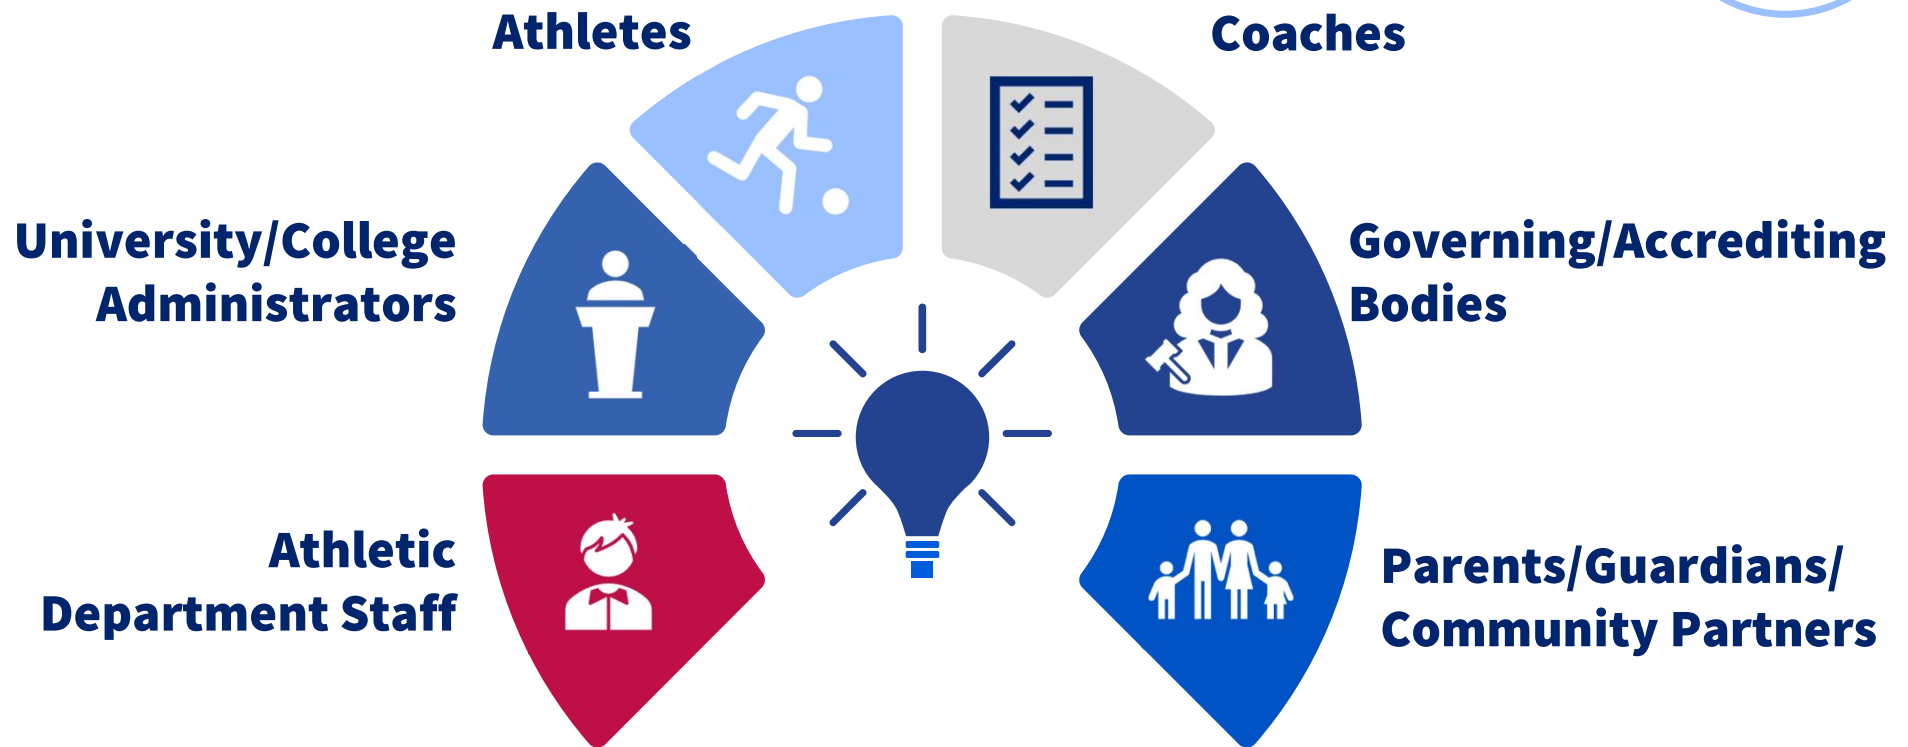 Athletes
Coaches
University/College
Administrators
Governing/Accrediting
Bodies
Athletic
Department Staff
Parents/Guardians/
Community Partners